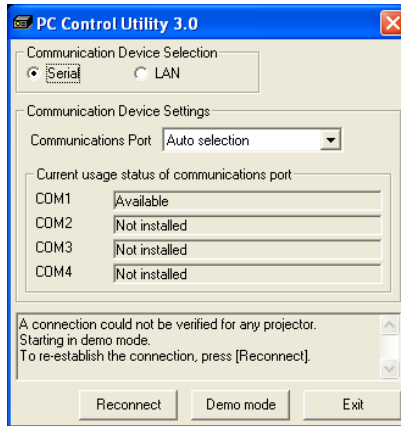 PC Control Utility 3.0
Communication Device Selection
Serial LAN
Communication Device Settings
Communications Port Auto selection
Current usage status of communications port
COM1 Available
COM2 Not installed
COM3 Not installed
COM4 Not installed
A connection could not be verified for any projector.
Starting in demo mode.
To re-establish the connection, press [Reconnect].
Reconnect Demo mode Exit